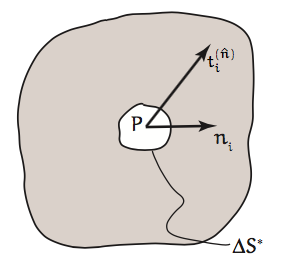 t_i^(n̂)
P
n_i
ΔS*